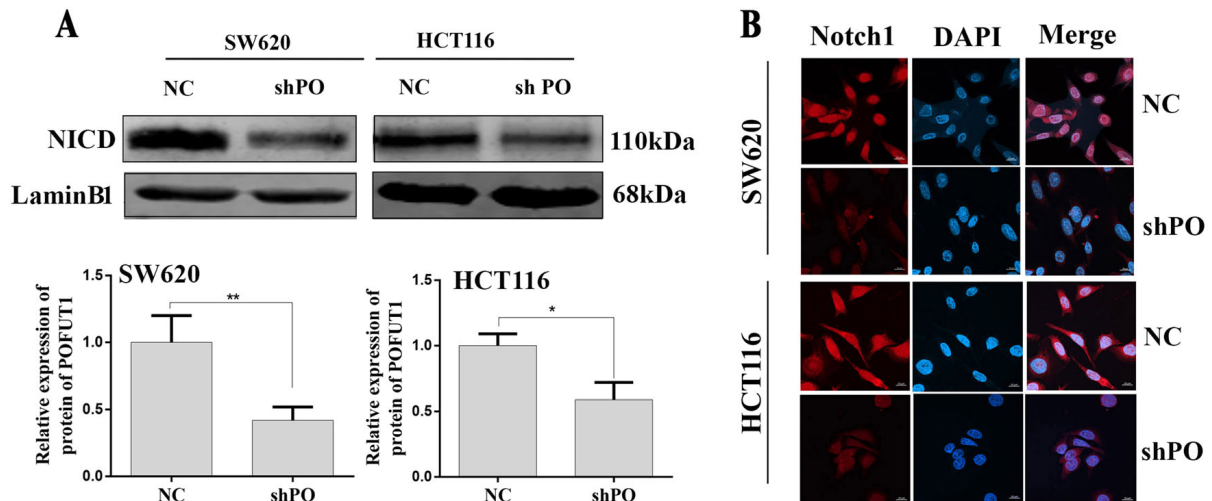 A
SW620 HCT116
NC shPO NC sh PO
NICD 110kDa
LaminB1 68kDa
SW620
Relative expression of
protein of POFUT1
1.5
1.0
0.5
0.0
**
NC shPO
HCT116
Relative expression of
protein of POFUT1
1.5
1.0
0.5
0.0
*
NC shPO
B
Notch1 DAPI Merge
SW620
NC
shPO
HCT116
NC
shPO